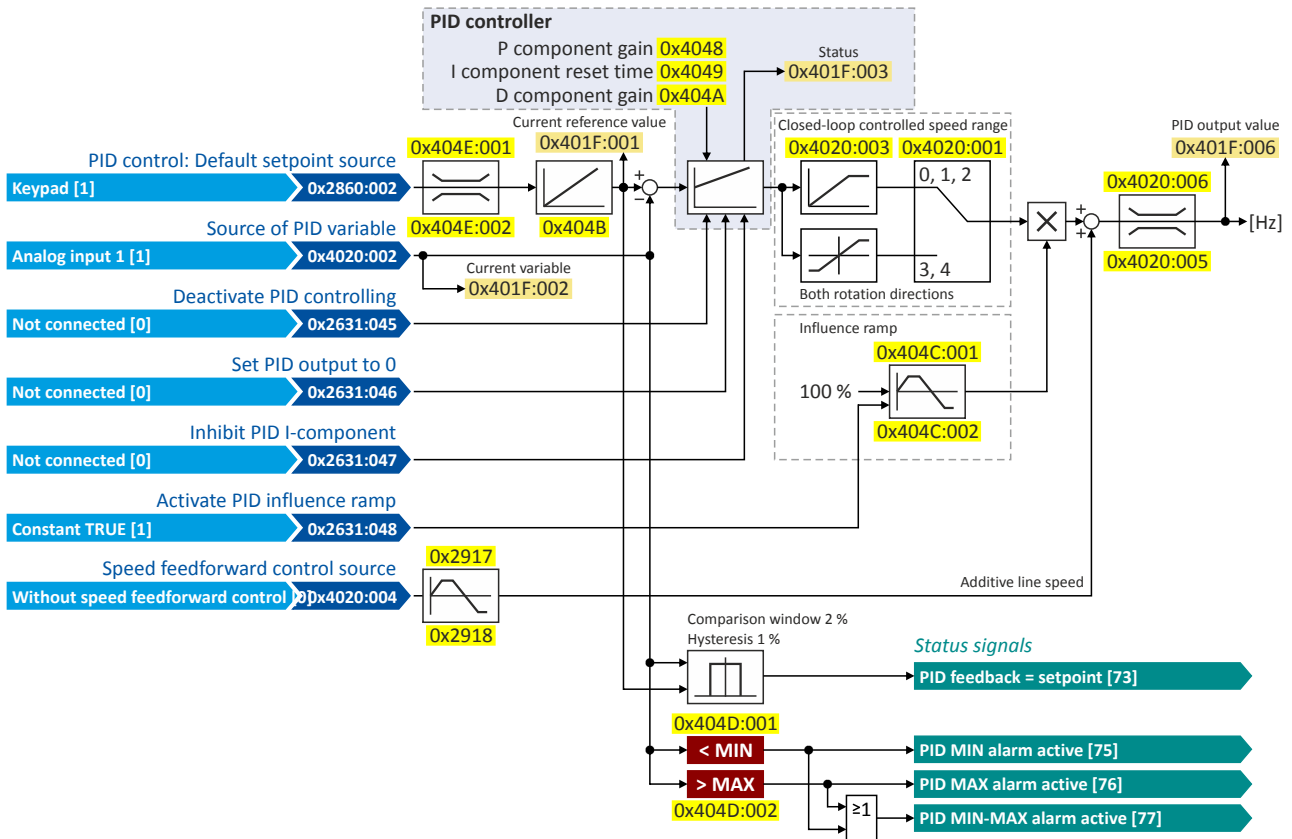 PID controller
P component gain 0x4048
I component reset time 0x4049
D component gain 0x404A
Status
0x401F:003
Current reference value
0x401F:001
Closed-loop controlled speed range
0x4020:003 0x4020:001
0, 1, 2
3, 4
Both rotation directions
PID output value
0x401F:006
0x4020:006
0x4020:005
[Hz]
PID control: Default setpoint source
Keypad [1] 0x2860:002
0x404E:001
0x404E:002
0x404B
+
−
+
+
Source of PID variable
Analog input 1 [1] 0x4020:002
Current variable
0x401F:002
Deactivate PID controlling
Not connected [0] 0x2631:045
Influence ramp
0x404C:001
100 %
0x404C:002
Set PID output to 0
Not connected [0] 0x2631:046
Inhibit PID I-component
Not connected [0] 0x2631:047
Activate PID influence ramp
Constant TRUE [1] 0x2631:048
Speed feedforward control source
Without speed feedforward control [0] 0x4020:004
0x2917
0x2918
Additive line speed
Comparison window 2 %
Hysteresis 1 %
Status signals
PID feedback = setpoint [73]
0x404D:001
< MIN
PID MIN alarm active [75]
> MAX
PID MAX alarm active [76]
0x404D:002
≥1
PID MIN-MAX alarm active [77]